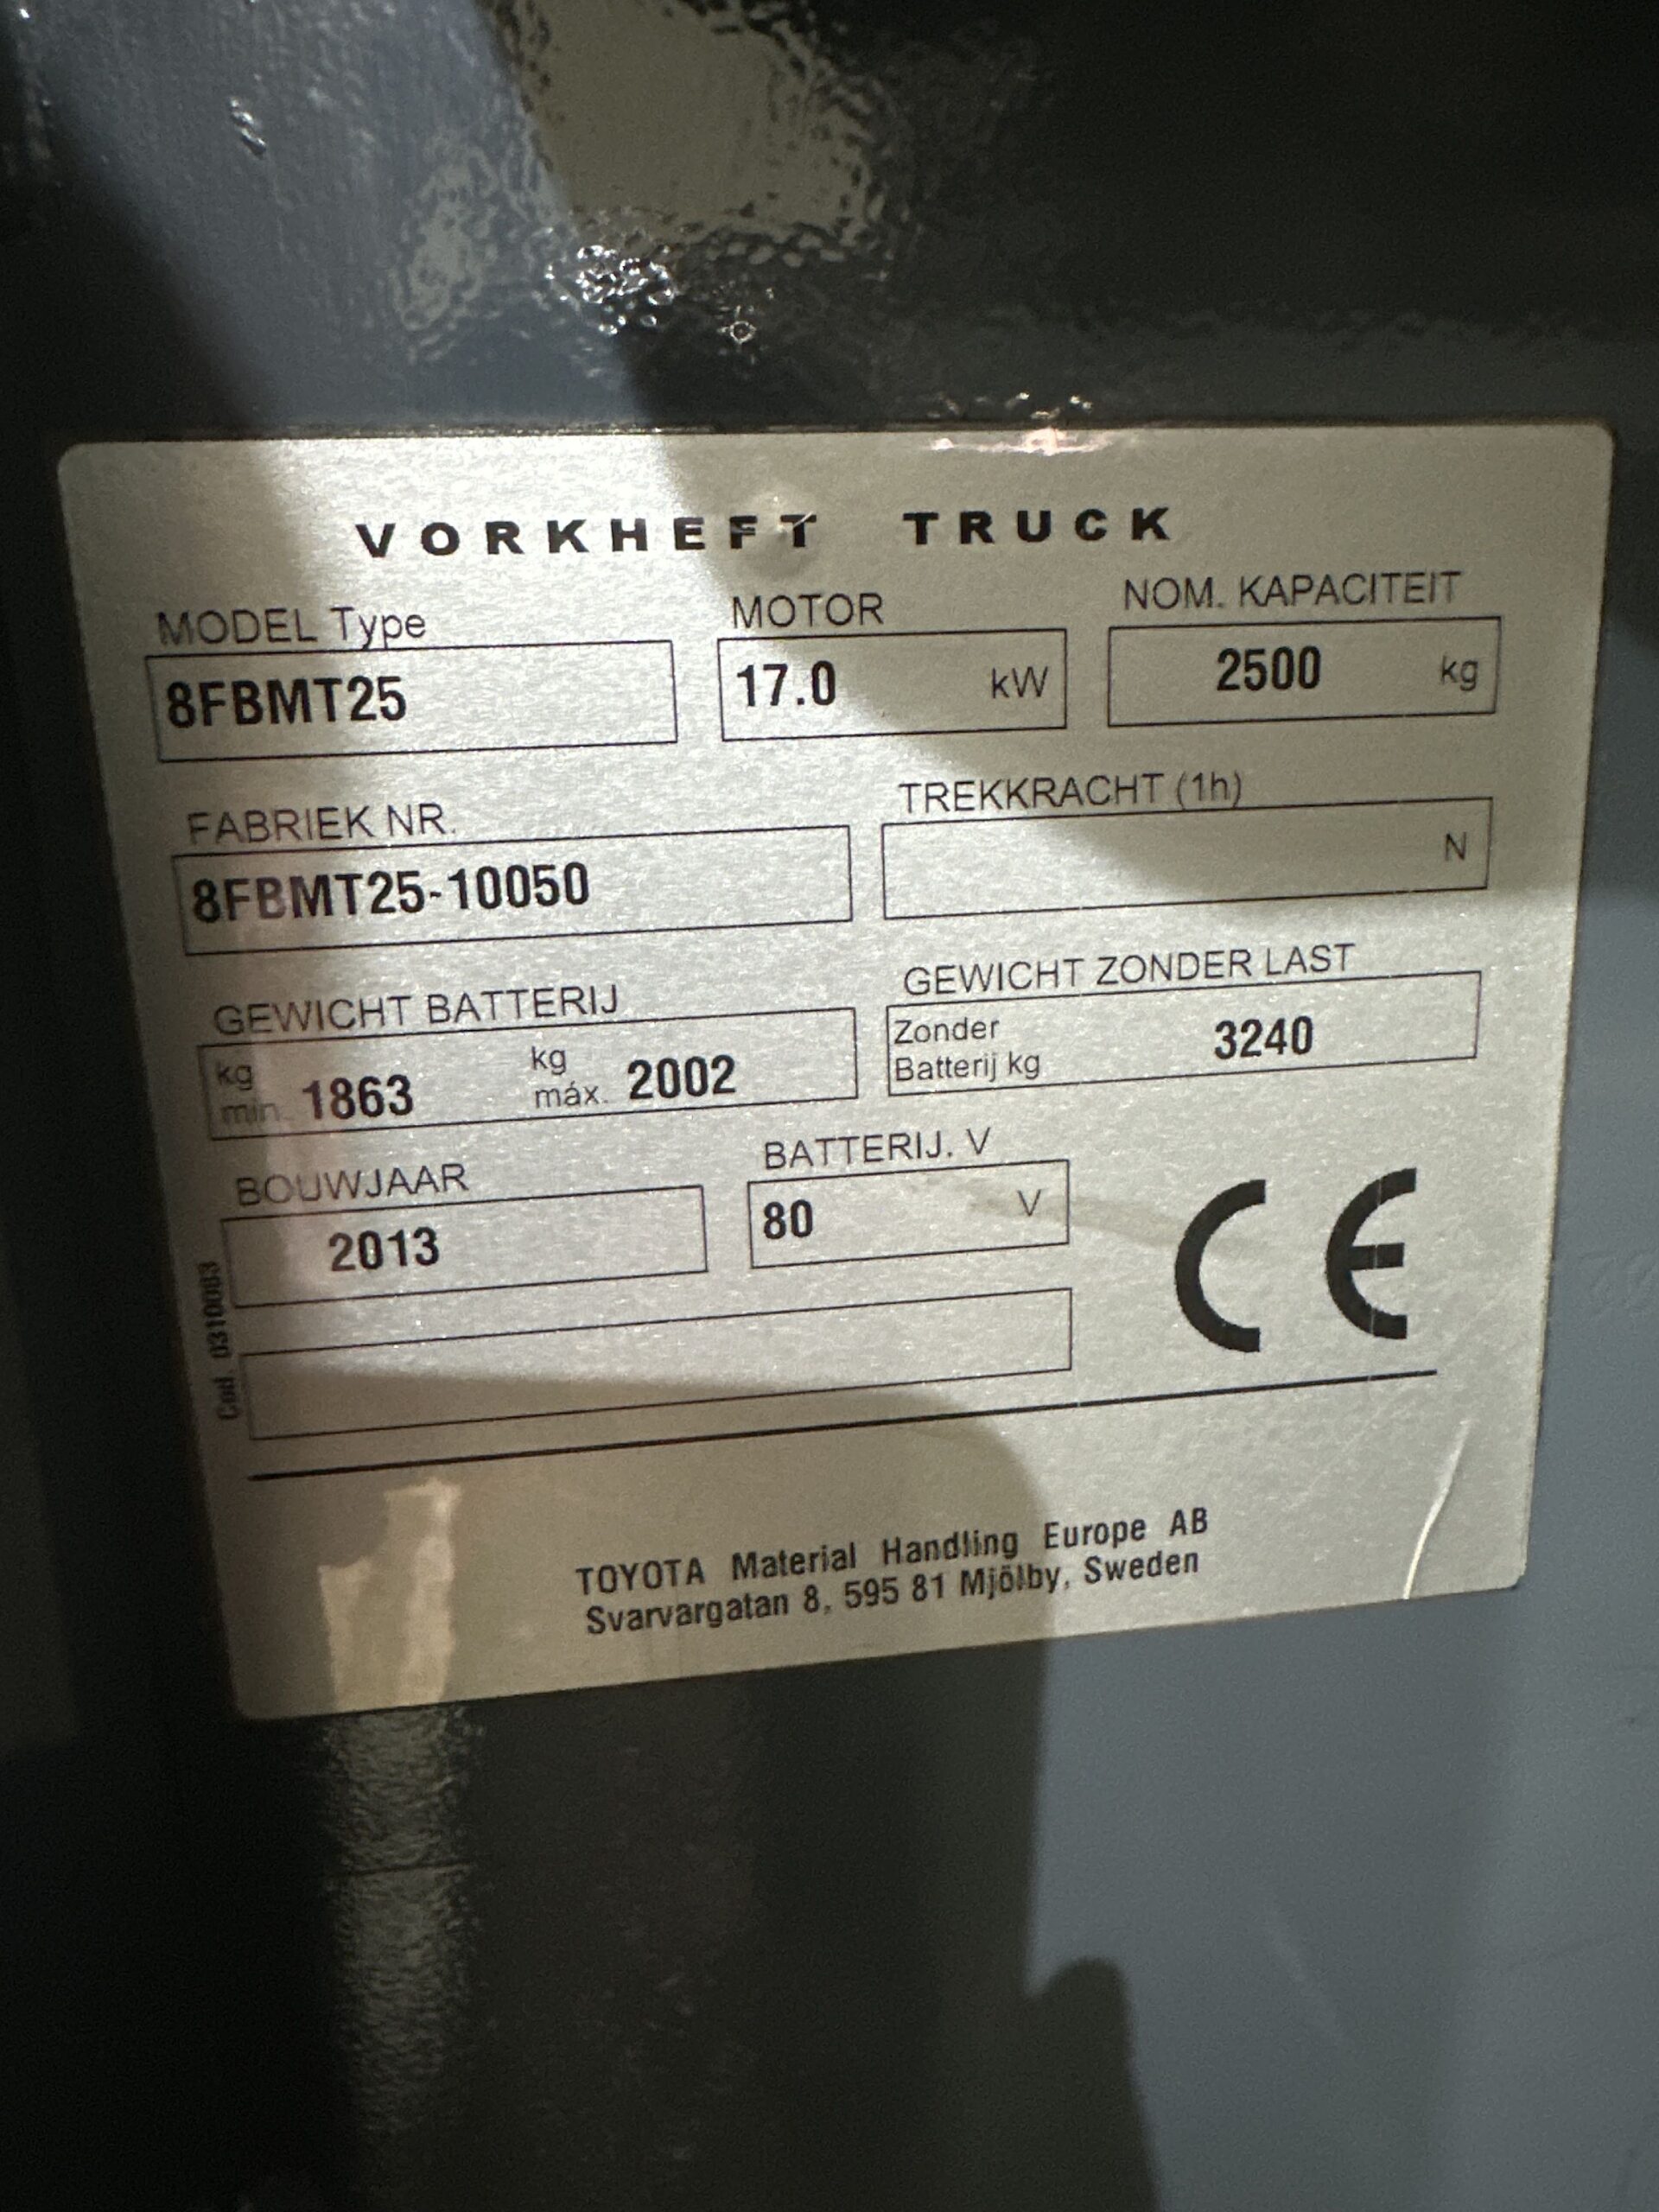 VORKHEFT TRUCK
MODEL Type MOTOR NOM. KAPACITEIT
8FBMT25 17.0 kW 2500 kg
FABRIEK NR. TREKKRACHT (1h)
8FBMT25-10050 N
GEWICHT BATTERIJ GEWICHT ZONDER LAST
kg min. 1863 kg máx. 2002 Zonder Batterij kg 3240
BOUWJAAR BATTERIJ. V
2013 80 V
CE
Cod. 0310083
TOYOTA Material Handling Europe AB
Svarvargatan 8, 595 81 Mjölby, Sweden